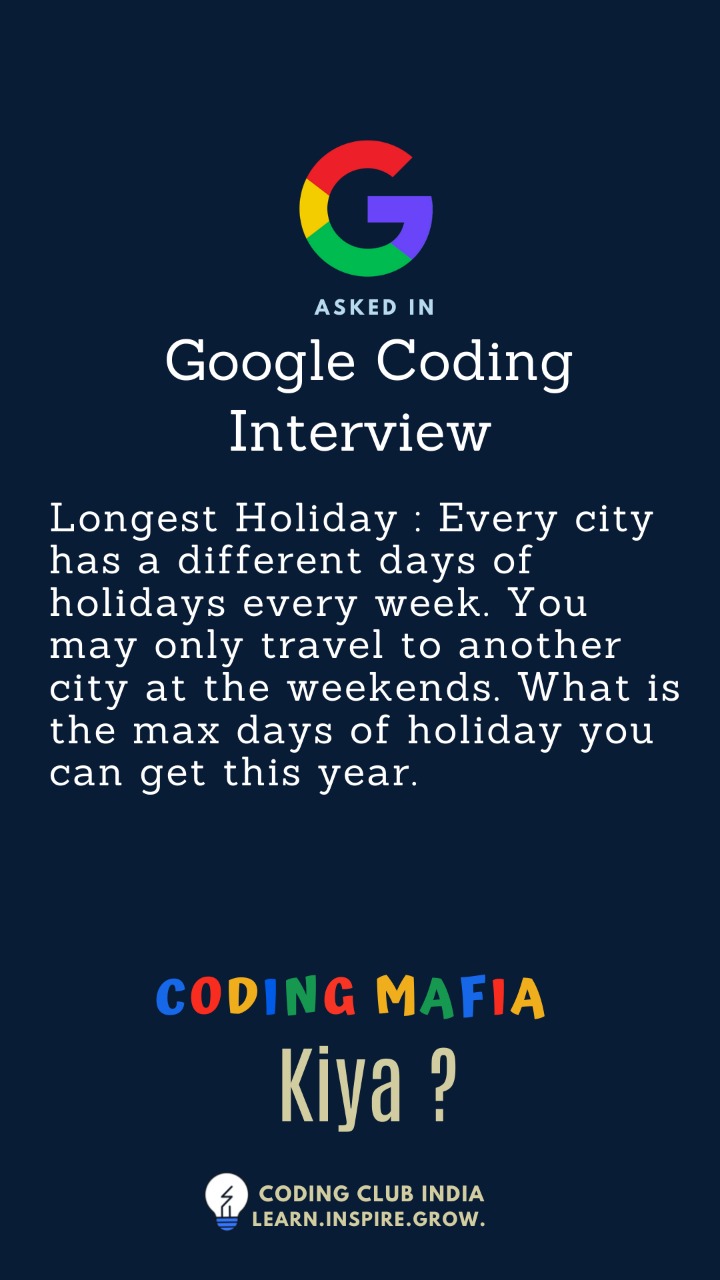 ASKED IN
Google Coding
Interview
Longest Holiday : Every city
has a different days of
holidays every week. You
may only travel to another
city at the weekends. What is
the max days of holiday you
can get this year.
CODING MAFIA
Kiya ?
CODING CLUB INDIA
LEARN.INSPIRE.GROW.